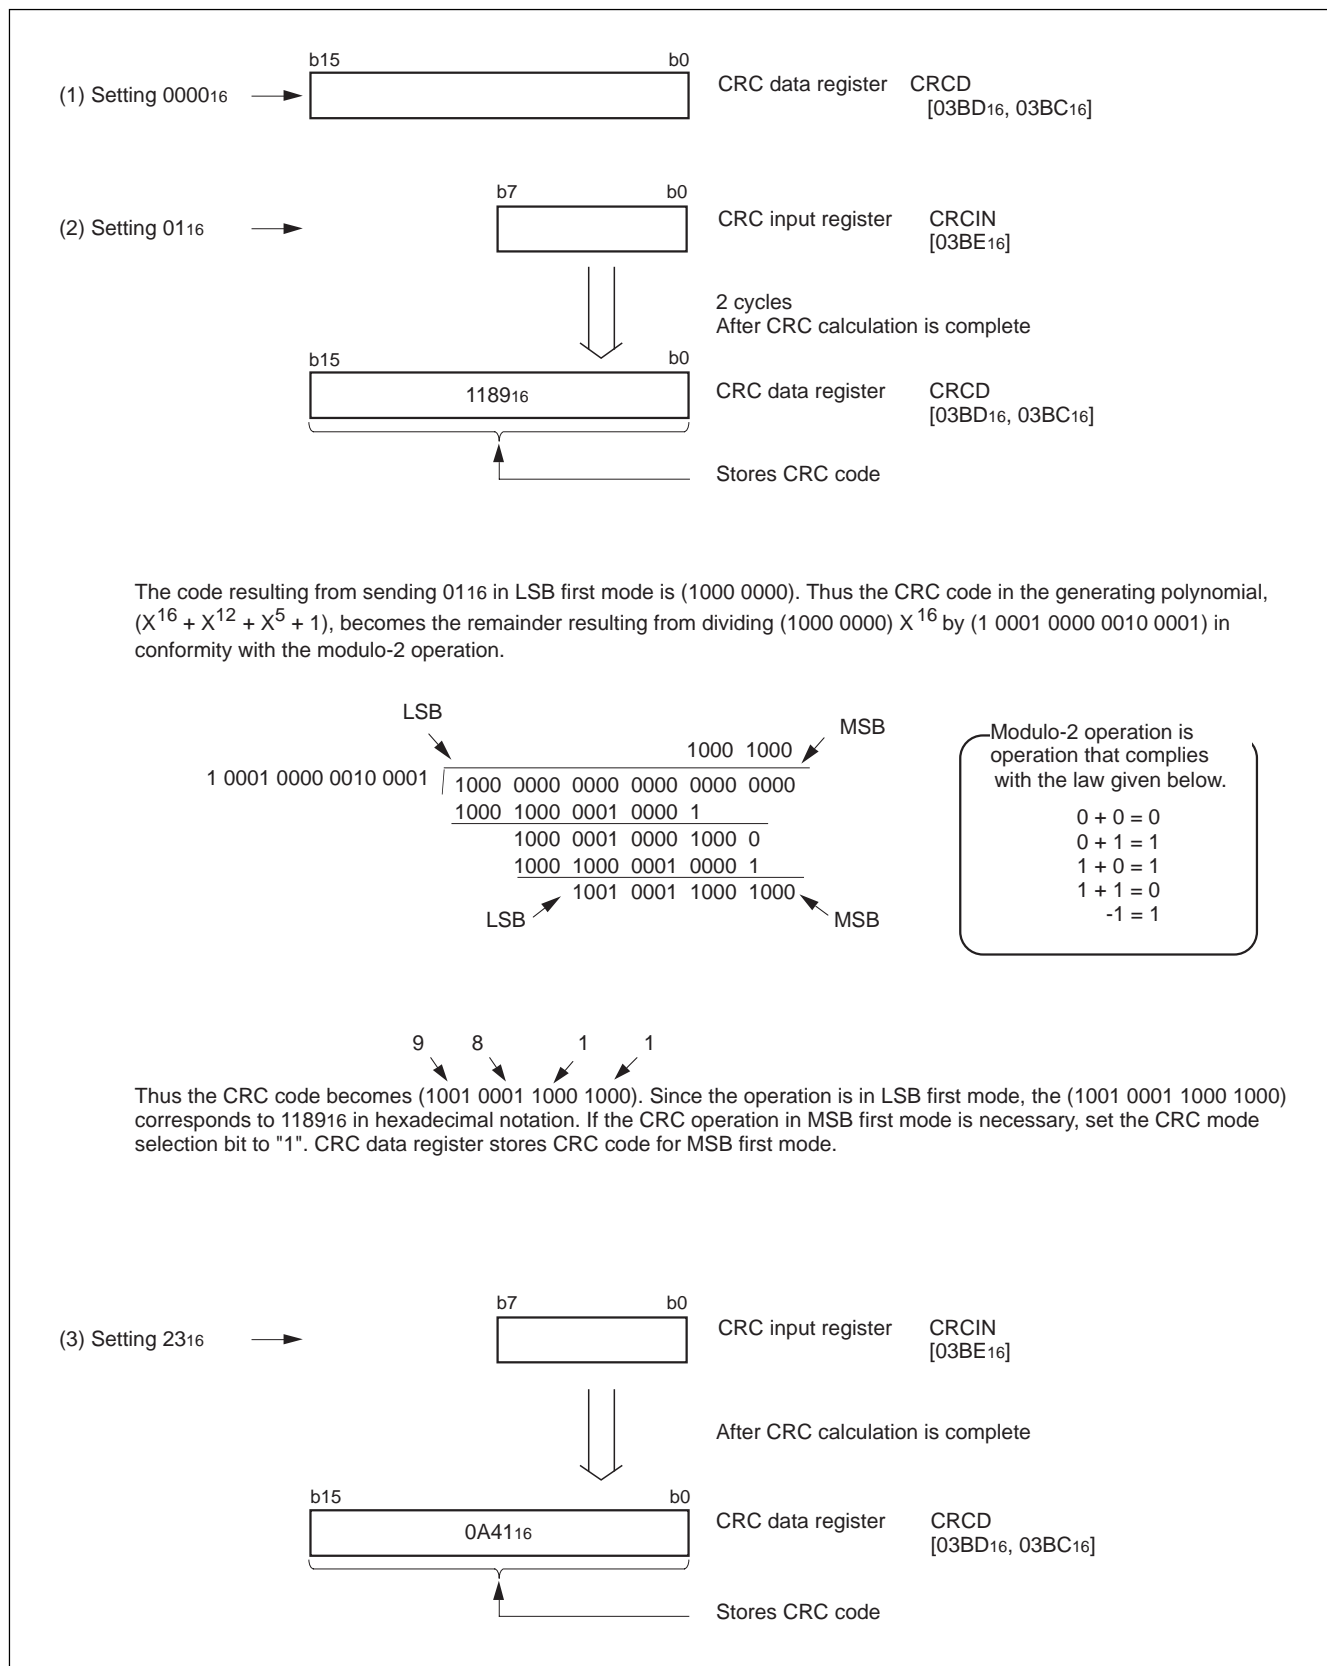 b15 b0
(1) Setting 0000₁₆
CRC data register CRCD
[03BD₁₆, 03BC₁₆]
b7 b0
(2) Setting 01₁₆
CRC input register CRCIN
[03BE₁₆]
2 cycles
After CRC calculation is complete
b15 b0
1189₁₆
CRC data register CRCD
[03BD₁₆, 03BC₁₆]
Stores CRC code
The code resulting from sending 01₁₆ in LSB first mode is (1000 0000). Thus the CRC code in the generating polynomial,
(X¹⁶ + X¹² + X⁵ + 1), becomes the remainder resulting from dividing (1000 0000) X¹⁶ by (1 0001 0000 0010 0001) in
conformity with the modulo-2 operation.
LSB
MSB
1000 1000
1 0001 0000 0010 0001
1000 0000 0000 0000 0000 0000
1000 1000 0001 0000 1
1000 0001 0000 1000 0
1000 1000 0001 0000 1
1001 0001 1000 1000
LSB
MSB
Modulo-2 operation is
operation that complies
with the law given below.
0 + 0 = 0
0 + 1 = 1
1 + 0 = 1
1 + 1 = 0
-1 = 1
9 8 1 1
Thus the CRC code becomes (1001 0001 1000 1000). Since the operation is in LSB first mode, the (1001 0001 1000 1000)
corresponds to 1189₁₆ in hexadecimal notation. If the CRC operation in MSB first mode is necessary, set the CRC mode
selection bit to "1". CRC data register stores CRC code for MSB first mode.
b7 b0
(3) Setting 23₁₆
CRC input register CRCIN
[03BE₁₆]
After CRC calculation is complete
b15 b0
0A41₁₆
CRC data register CRCD
[03BD₁₆, 03BC₁₆]
Stores CRC code